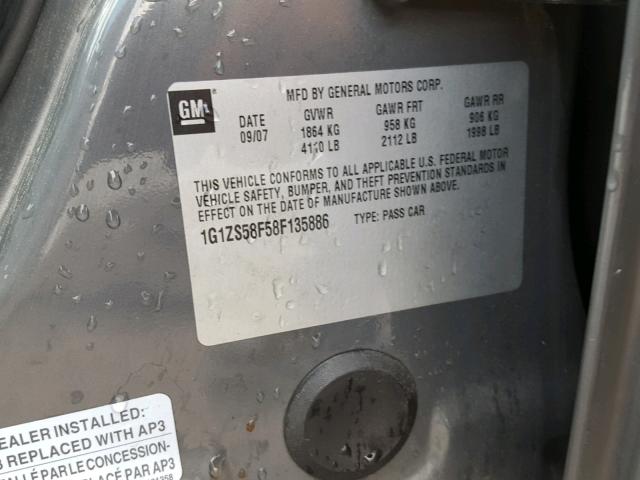 GM
MFD BY GENERAL MOTORS CORP.
DATE GVWR GAWR FRT GAWR RR
09/07 1864 KG 958 KG 906 KG
4110 LB 2112 LB 1998 LB
THIS VEHICLE CONFORMS TO ALL APPLICABLE U.S. FEDERAL MOTOR
VEHICLE SAFETY, BUMPER, AND THEFT PREVENTION STANDARDS IN
EFFECT ON THE DATE OF MANUFACTURE SHOWN ABOVE.
1G1ZS58F58F135886 TYPE: PASS CAR
EALER INSTALLED:
REPLACED WITH AP3
ALLÉ PAR LE CONCESSION-
PLACÉ PAR AP3